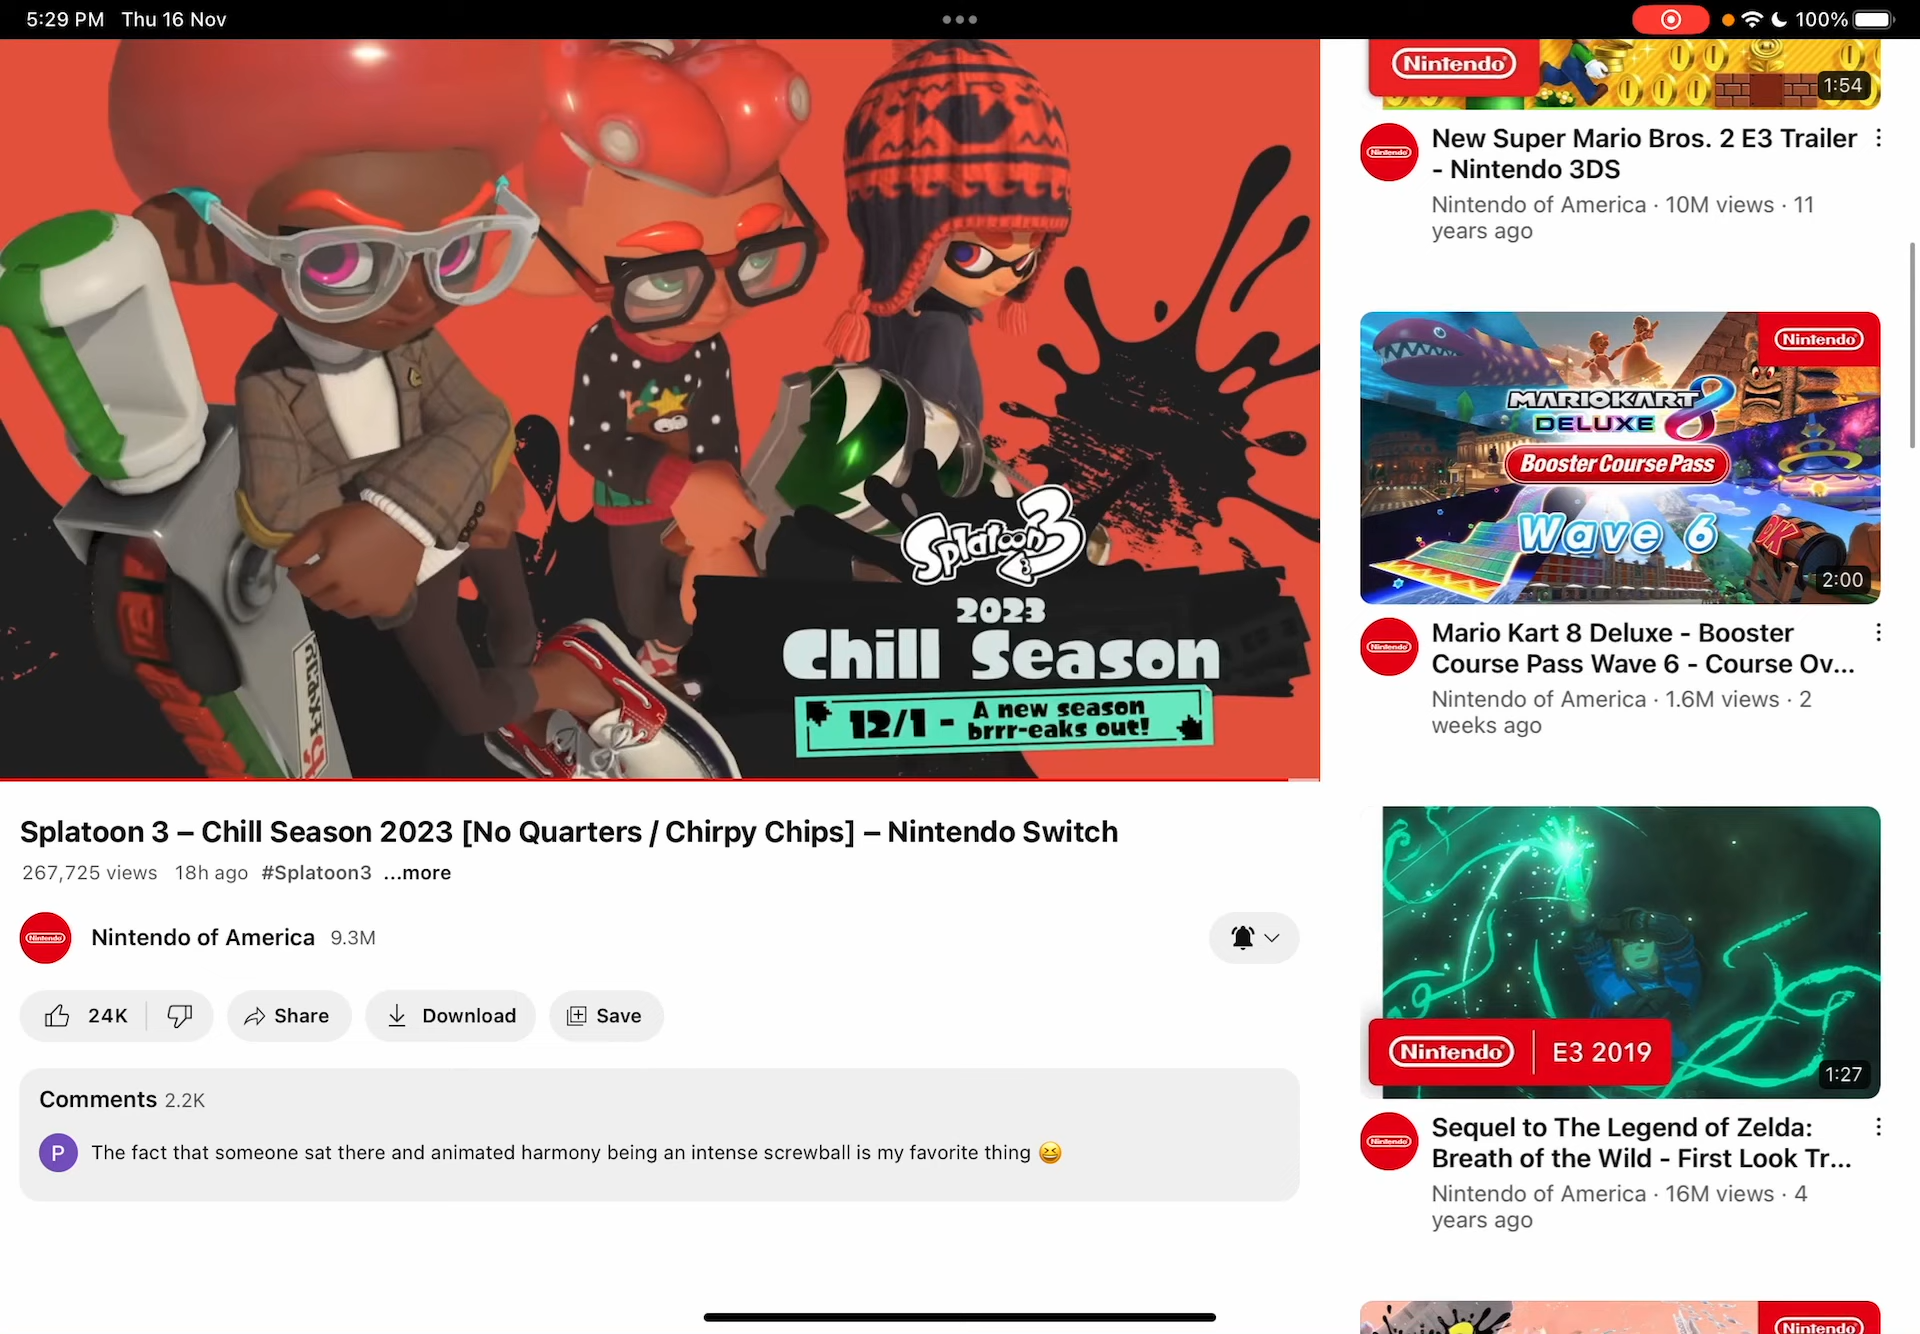 5:29 PM Thu 16 Nov
100%
Splatoon 3
2023
Chill Season
12/1 - A new season
brrr-eaks out!
Splatoon 3 – Chill Season 2023 [No Quarters / Chirpy Chips] – Nintendo Switch
267,725 views 18h ago #Splatoon3 ...more
Nintendo
Nintendo of America 9.3M
24K
Share
Download
Save
Comments 2.2K
P
The fact that someone sat there and animated harmony being an intense screwball is my favorite thing 😆
Nintendo
1:54
Nintendo
New Super Mario Bros. 2 E3 Trailer
- Nintendo 3DS
Nintendo of America · 10M views · 11
years ago
Nintendo
MARIOKART 8
DELUXE
Booster Course Pass
Wave 6
DK
2:00
Nintendo
Mario Kart 8 Deluxe - Booster
Course Pass Wave 6 - Course Ov...
Nintendo of America · 1.6M views · 2
weeks ago
Nintendo E3 2019
1:27
Nintendo
Sequel to The Legend of Zelda:
Breath of the Wild - First Look Tr...
Nintendo of America · 16M views · 4
years ago
Nintendo